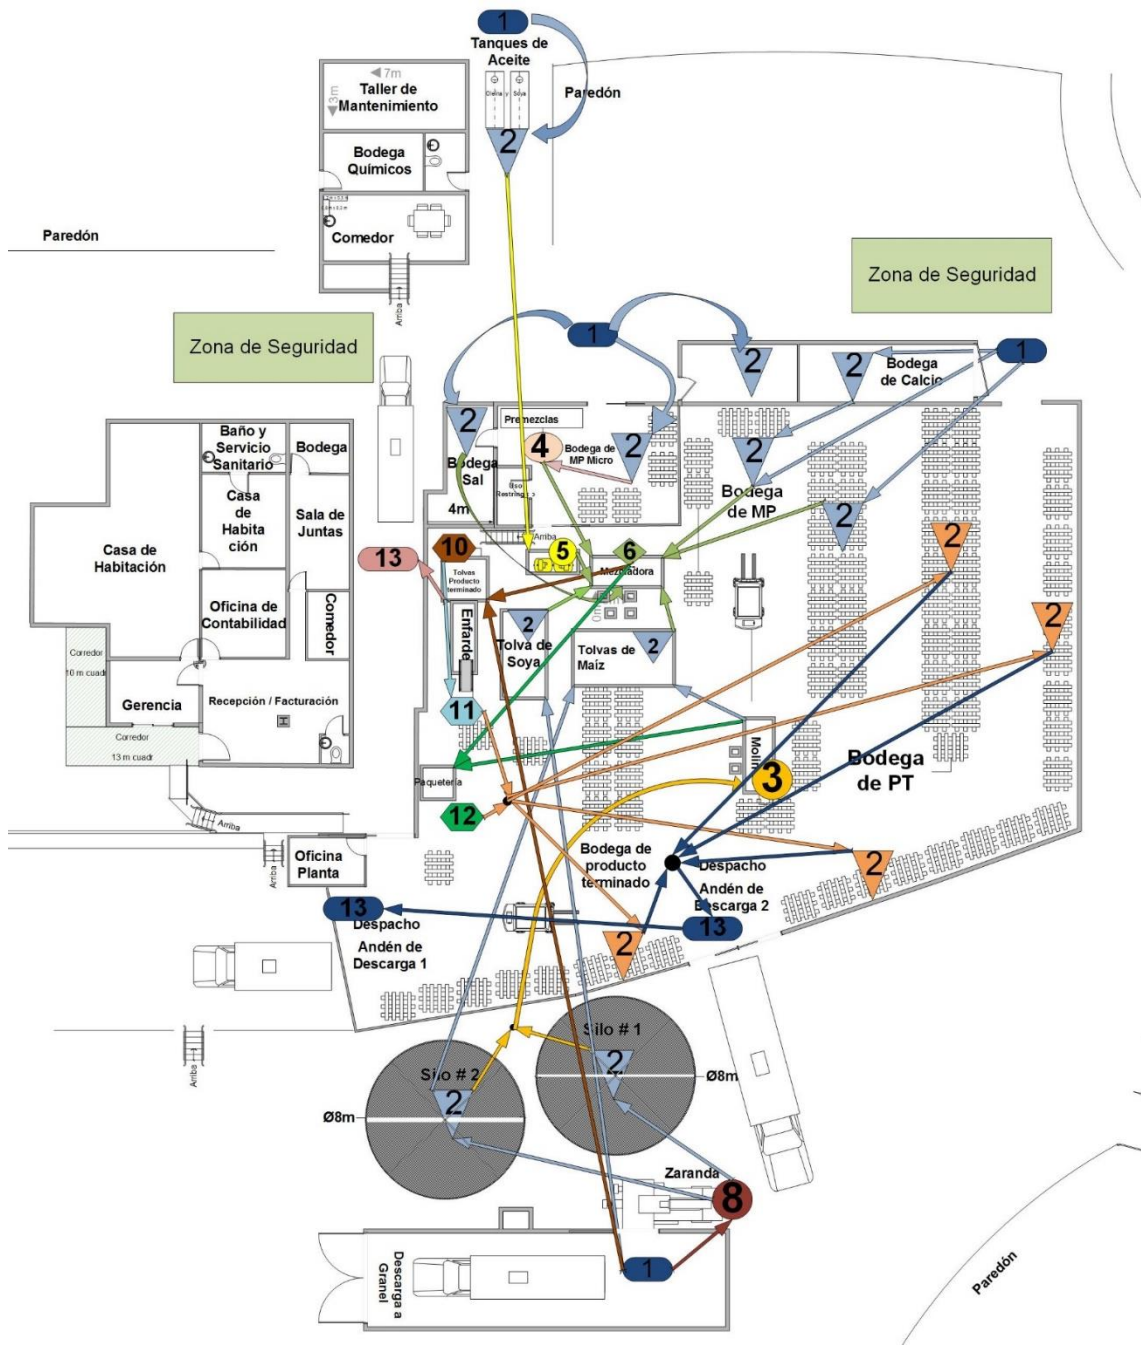 1
Tanques de
Aceite
7m
3m
Taller de
Mantenimiento
y
Soya
Paredón
2
Bodega
Químicos
Comedor
Paredón
Arriba
Zona de Seguridad
Zona de Seguridad
1
1
2
2
Bodega
de Calcio
2
Premezclas
4
Bodega de
MP Micro
2
2
Bodega
Sal
4m
Bodega
de MP
2
2
Baño y
Servicio
Sanitario
Bodega
Casa
de
Habita
ción
Sala de
Juntas
Casa de
Habitación
Oficina de
Contabilidad
Comedor
Arriba
13
10
5
6
Mezcladora
Tolvas
Producto
terminado
Enfarde
2
Tolva de
Soya
2
Tolvas de
Maíz
2
Corredor
10 m cuadr
Gerencia
Recepción / Facturación
Corredor
13 m cuadr
11
Paquetería
12
3
Bodega
de PT
Arriba
Arriba
Oficina
Planta
Bodega de
producto
terminado
Despacho
2
Andén de
Descarga 2
13
13
Despacho
Andén de
Descarga 1
2
Arriba
Silo # 1
2
Ø8m
Silo # 2
2
Ø8m
Zaranda
8
1
Descarga a
Granel
Paredón